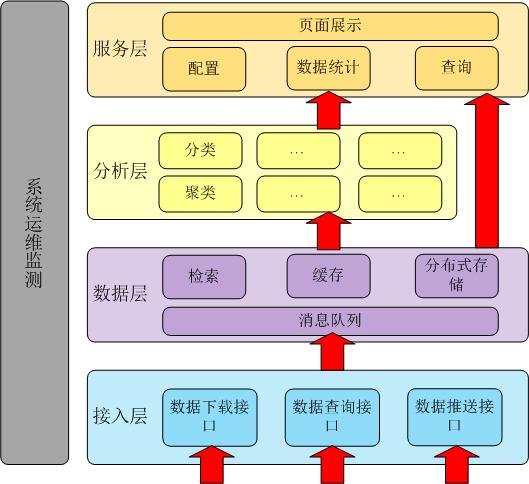 系统运维监测
服务层
页面展示
配置
数据统计
查询
分析层
分类
…
…
聚类
…
…
数据层
检索
缓存
分布式存
储
消息队列
接入层
数据下载接
口
数据查询接
口
数据推送接
口